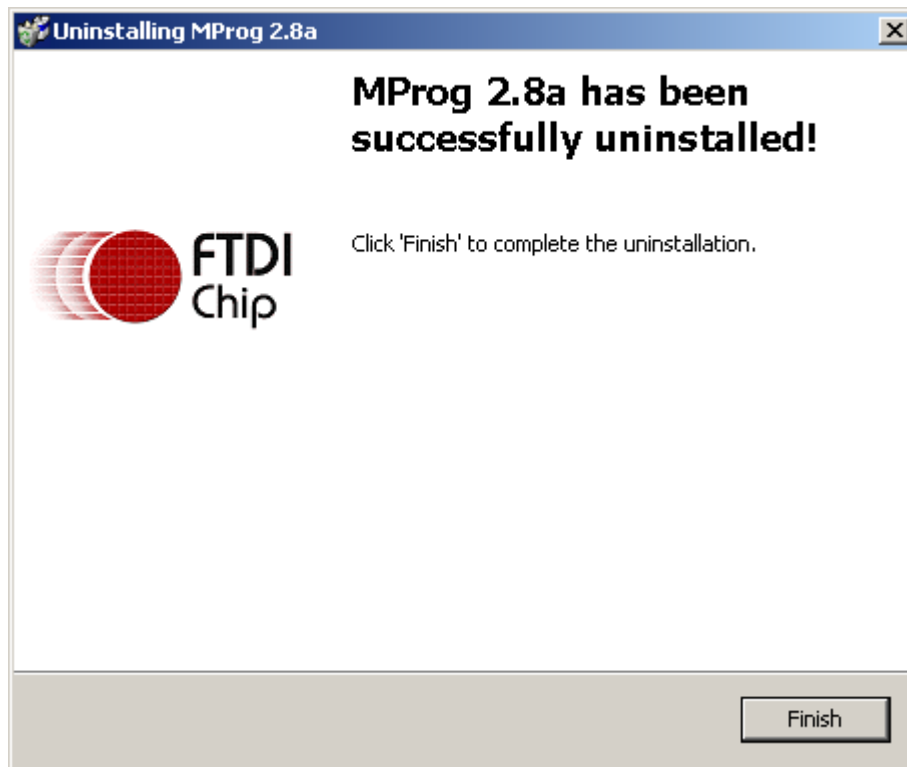 Uninstalling MProg 2.8a
MProg 2.8a has been
successfully uninstalled!
FTDI
Chip
Click 'Finish' to complete the uninstallation.
Finish